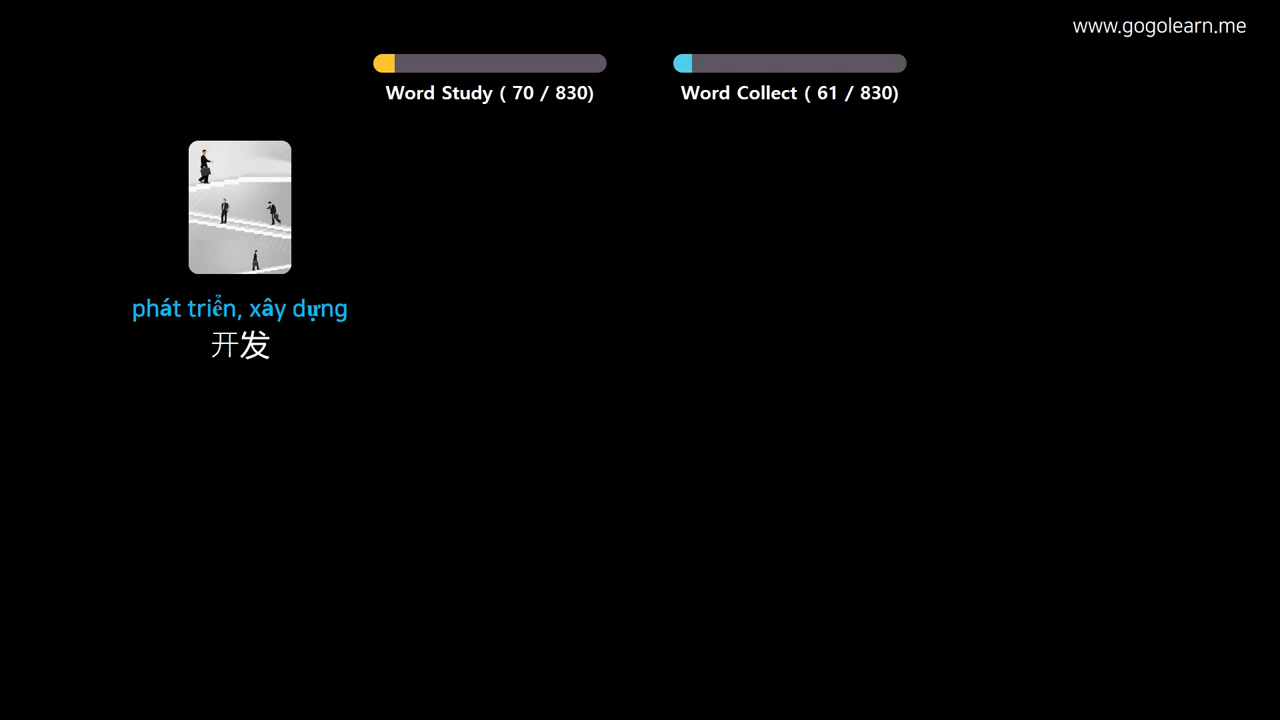 www.gogolearn.me
Word Study ( 70 / 830)
Word Collect ( 61 / 830)
phát triển, xây dựng
开发